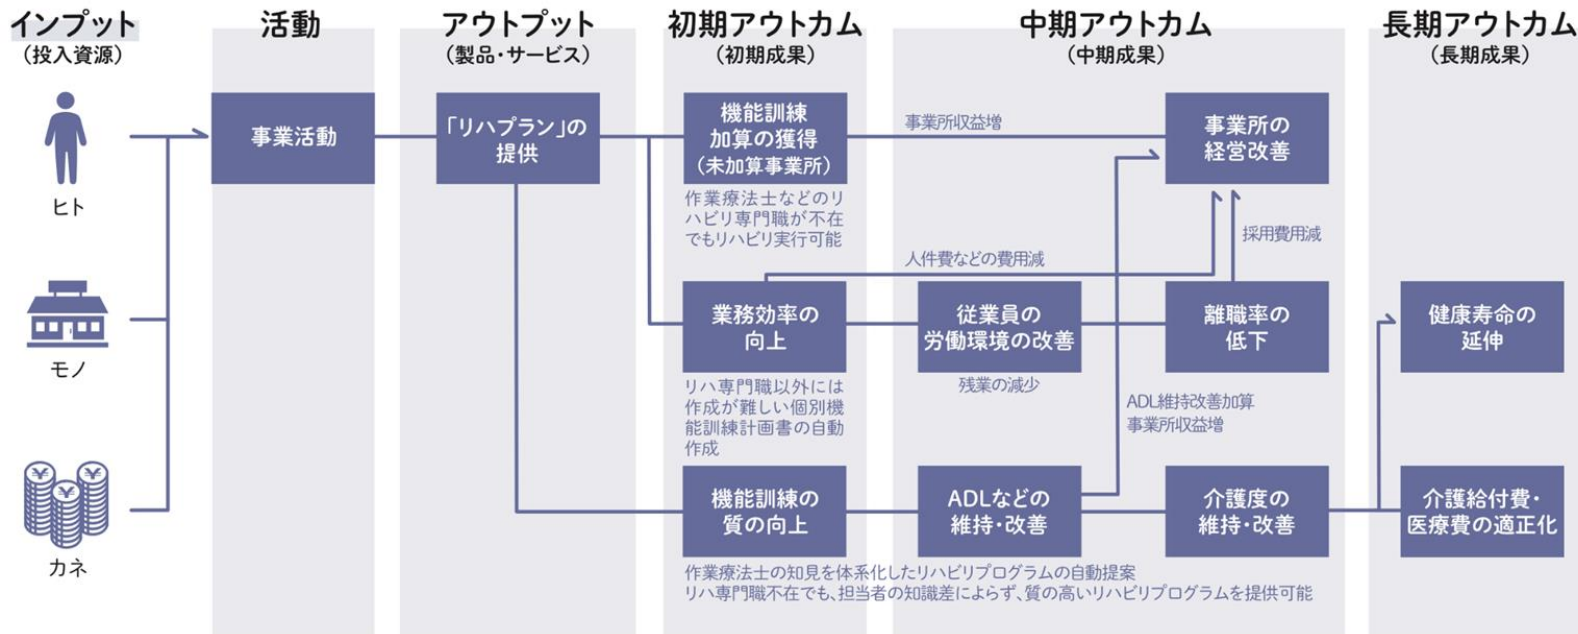 インプット
(投入資源)
ヒト
モノ
カネ
活動
事業活動
アウトプット
(製品・サービス)
「リハプラン」の
提供
初期アウトカム
(初期成果)
機能訓練
加算の獲得
(未加算事業所)
作業療法士などのリ
ハビリ専門職が不在
でもリハビリ実行可能
業務効率の
向上
リハ専門職以外には
作成が難しい個別機
能訓練計画書の自動
作成
機能訓練の
質の向上
作業療法士の知見を体系化したリハビリプログラムの自動提案
リハ専門職不在でも、担当者の知識差によらず、質の高いリハビリプログラムを提供可能
中期アウトカム
(中期成果)
事業所収益増
事業所の
経営改善
人件費などの費用減
採用費用減
従業員の
労働環境の改善
残業の減少
離職率の
低下
ADL維持改善加算
事業所収益増
ADLなどの
維持・改善
介護度の
維持・改善
長期アウトカム
(長期成果)
健康寿命の
延伸
介護給付費・
医療費の適正化